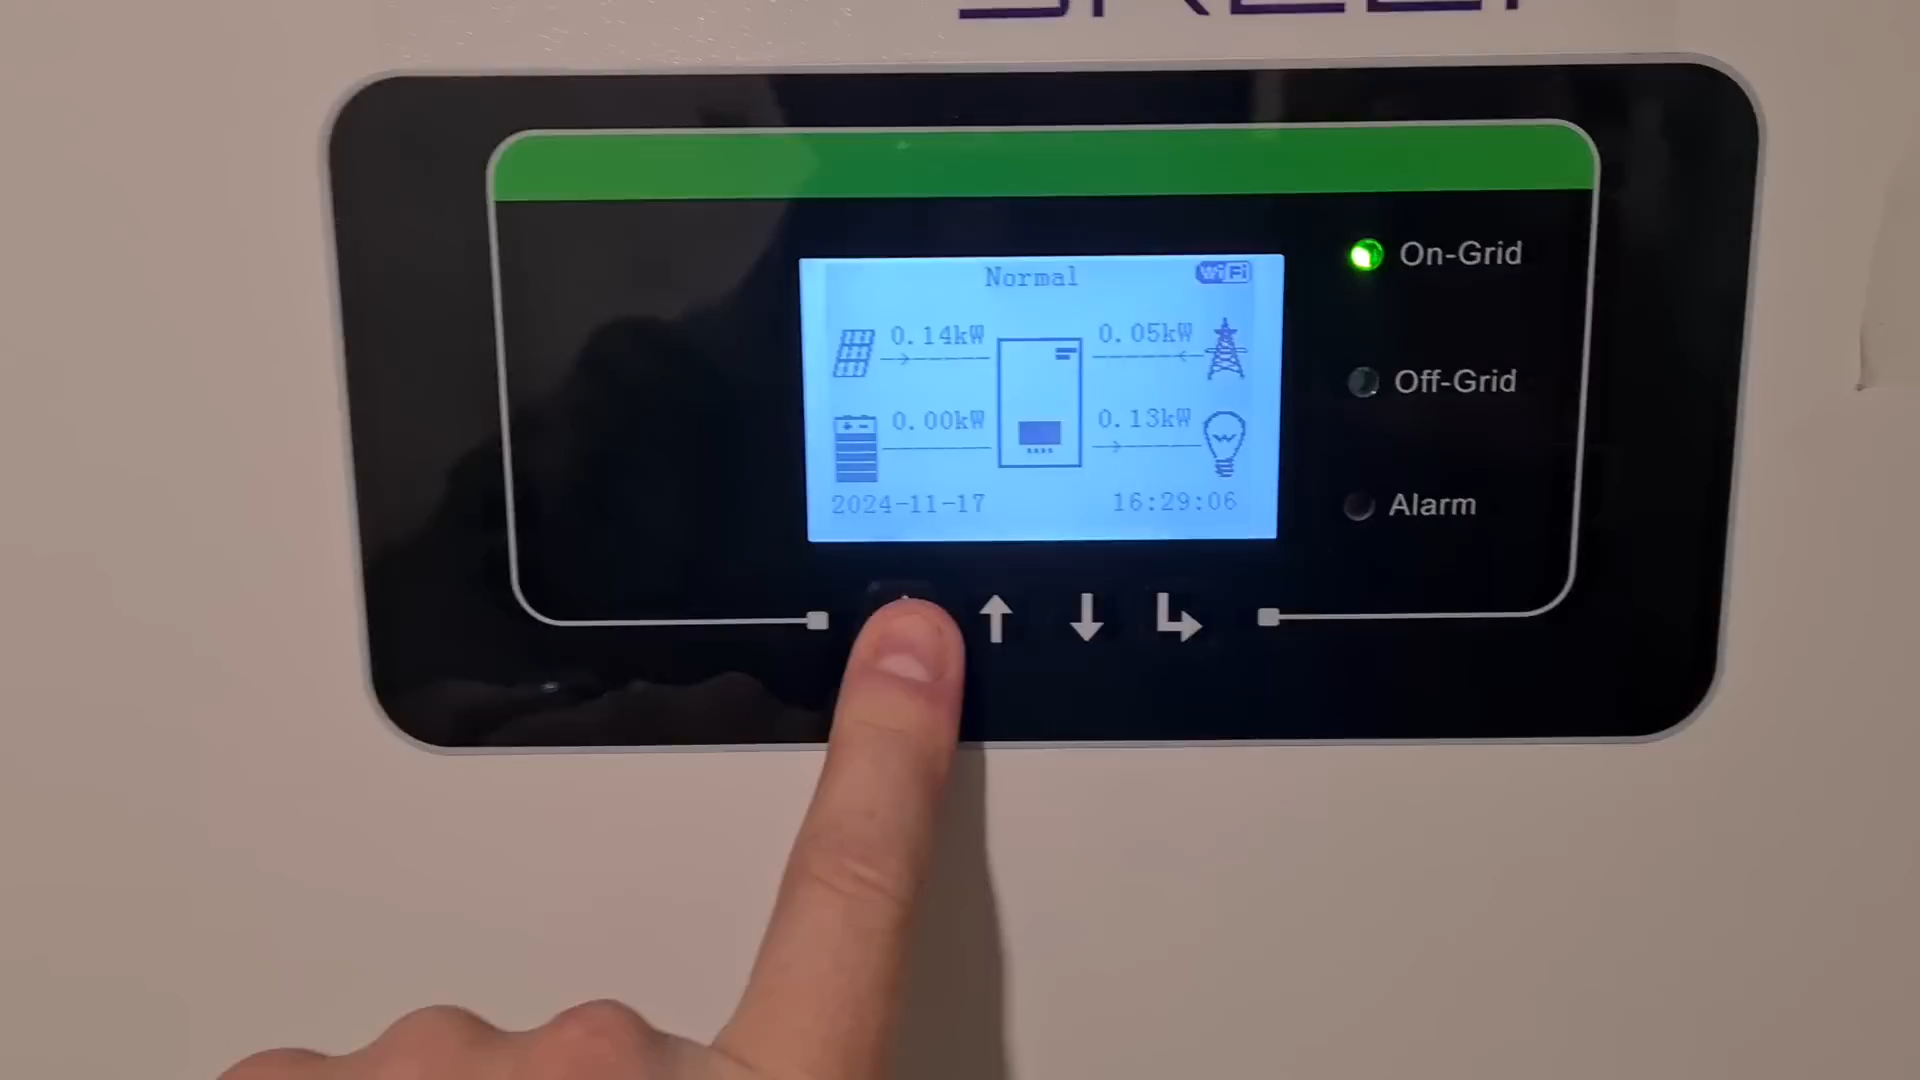 Normal WiFi
0.14kW 0.05kW
0.00kW 0.13kW
2024-11-17 16:29:06
On-Grid
Off-Grid
Alarm